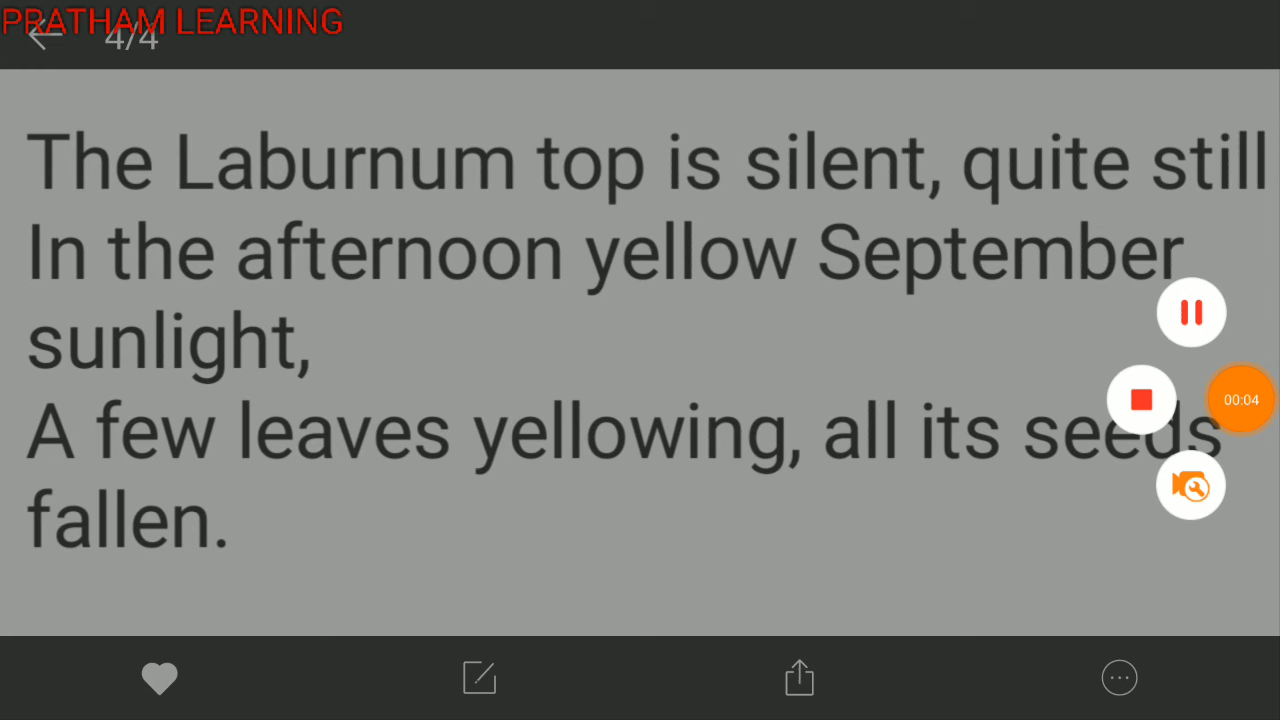 PRATHAM LEARNING
4/4
The Laburnum top is silent, quite still
In the afternoon yellow September
sunlight,
A few leaves yellowing, all its seeds
fallen.
00:04